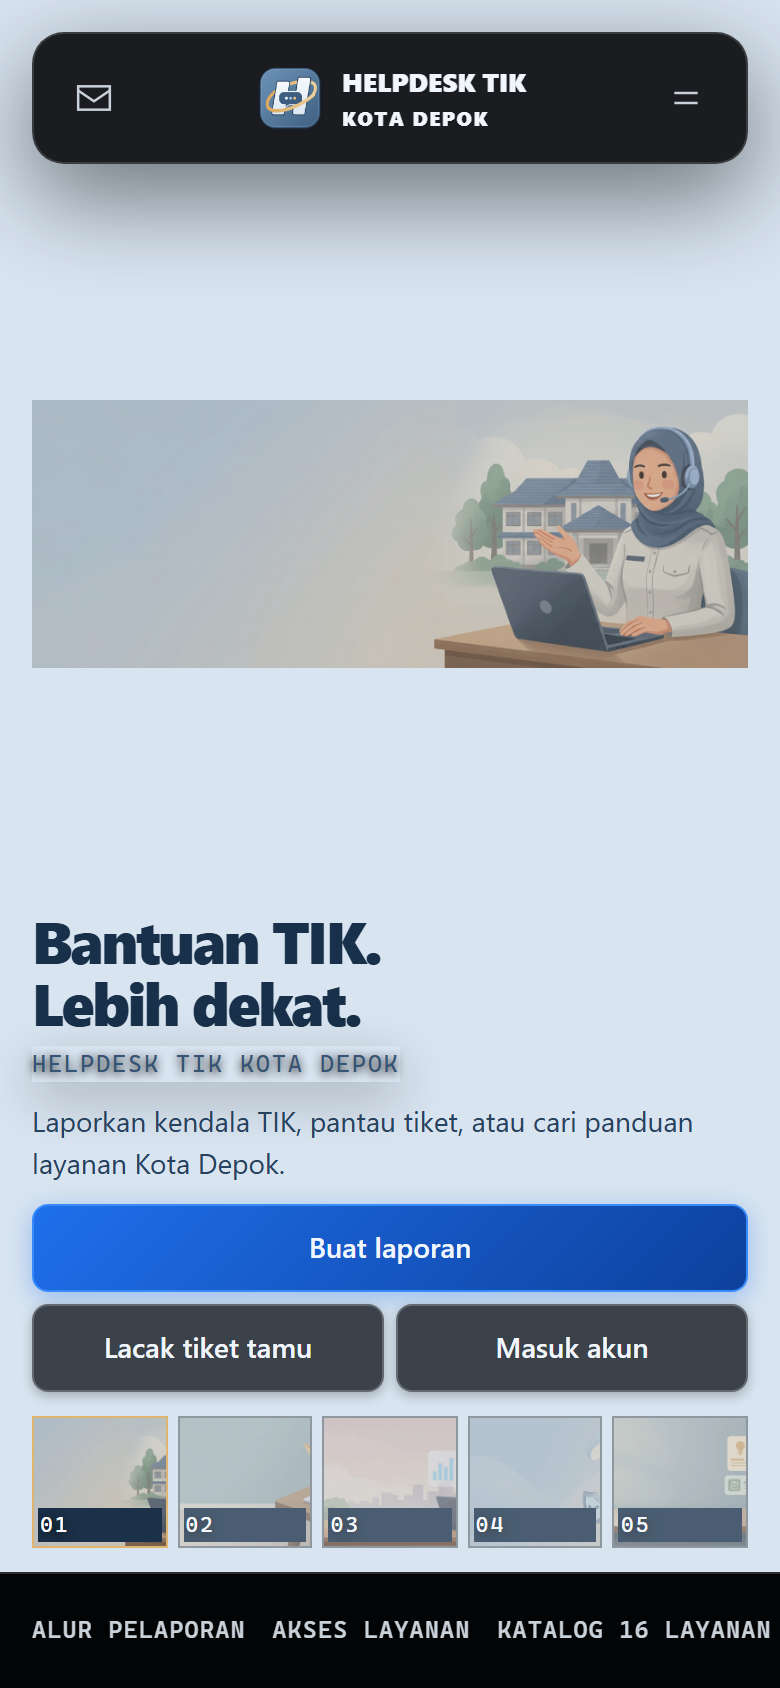 HELPDESK TIK
KOTA DEPOK
Bantuan TIK.
Lebih dekat.
HELPDESK TIK KOTA DEPOK
Laporkan kendala TIK, pantau tiket, atau cari panduan
layanan Kota Depok.
Buat laporan
Lacak tiket tamu
Masuk akun
01
02
03
04
05
ALUR PELAPORAN
AKSES LAYANAN
KATALOG 16 LAYANAN